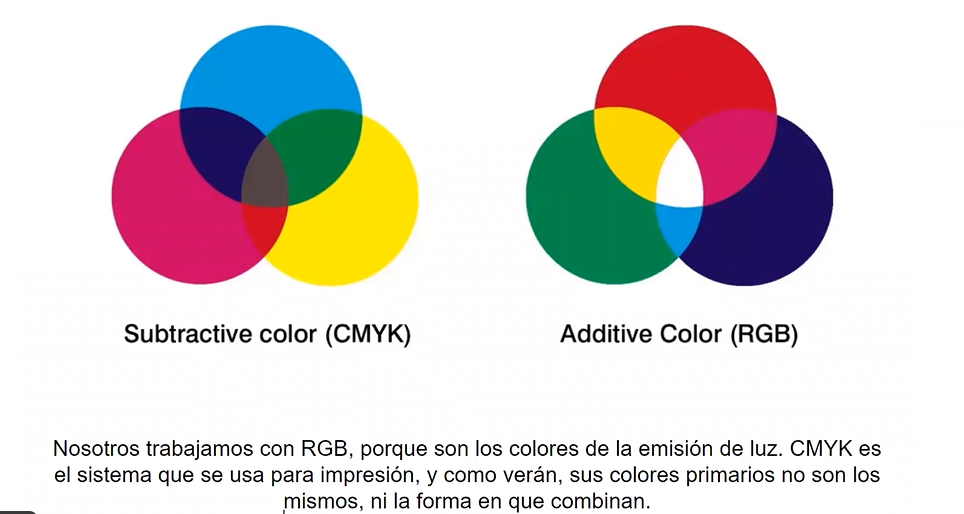 Subtractive color (CMYK)
Additive Color (RGB)
Nosotros trabajamos con RGB, porque son los colores de la emisión de luz. CMYK es
el sistema que se usa para impresión, y como verán, sus colores primarios no son los
mismos, ni la forma en que combinan.